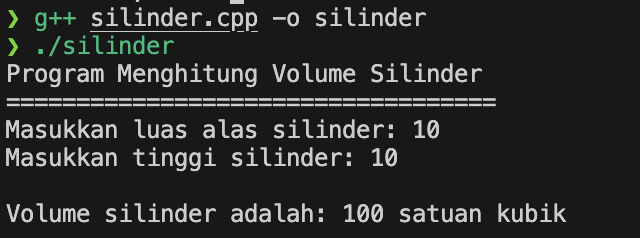 ❯ g++ silinder.cpp -o silinder
❯ ./silinder
Program Menghitung Volume Silinder
===================================
Masukkan luas alas silinder: 10
Masukkan tinggi silinder: 10
Volume silinder adalah: 100 satuan kubik